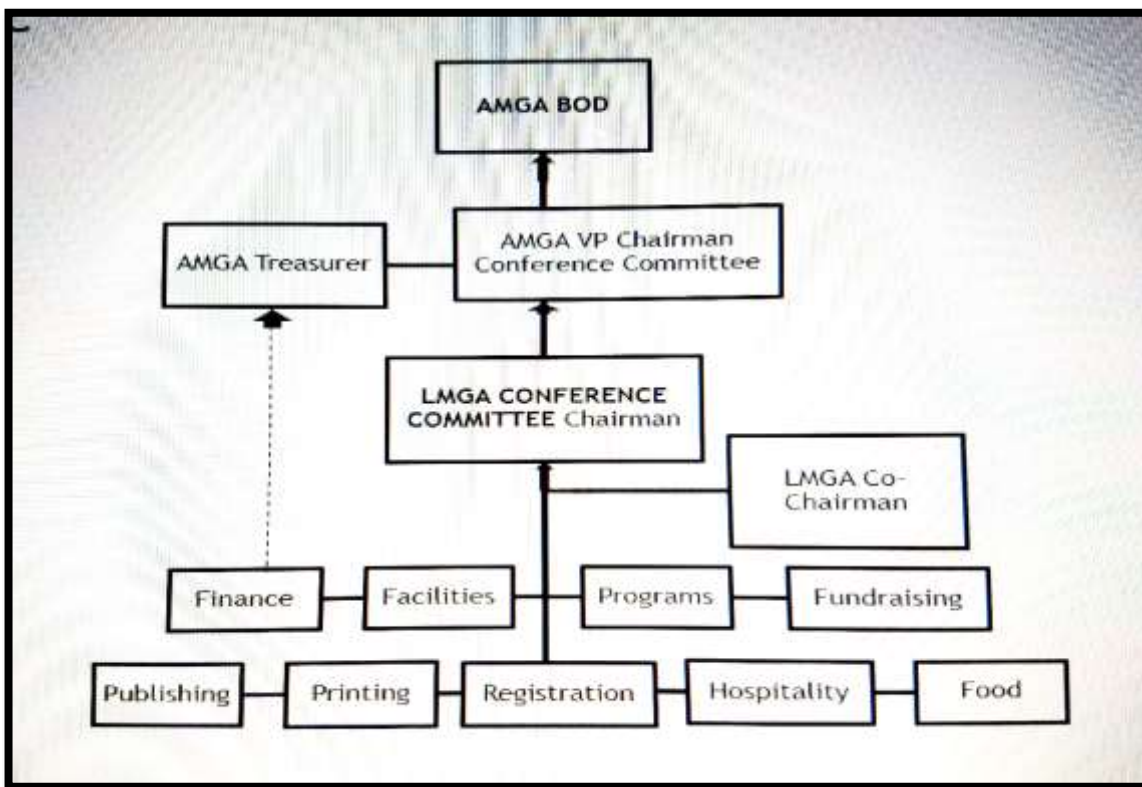 AMGA BOD
AMGA Treasurer
AMGA VP Chairman
Conference Committee
LMGA CONFERENCE
COMMITTEE Chairman
LMGA Co-
Chairman
Finance
Facilities
Programs
Fundraising
Publishing
Printing
Registration
Hospitality
Food